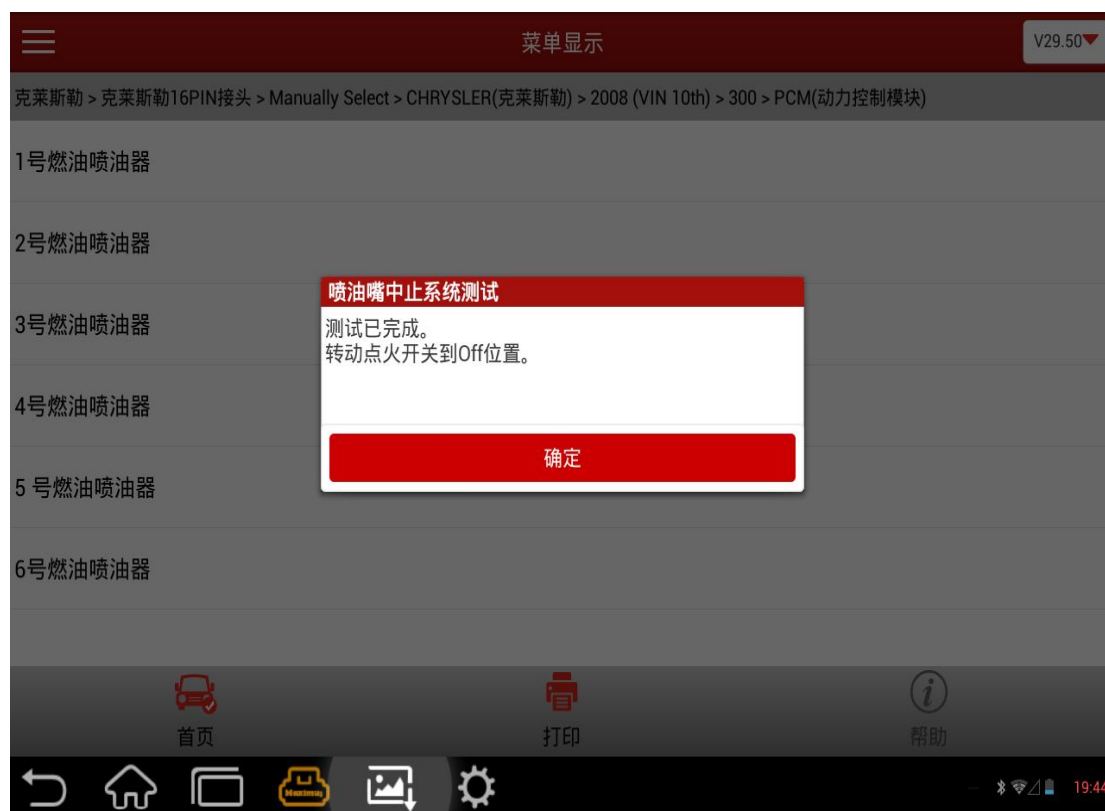 菜单显示
V29.50
克莱斯勒 > 克莱斯勒16PIN接头 > Manually Select > CHRYSLER(克莱斯勒) > 2008 (VIN 10th) > 300 > PCM(动力控制模块)
1号燃油喷油器
2号燃油喷油器
3号燃油喷油器
4号燃油喷油器
5 号燃油喷油器
6号燃油喷油器
喷油嘴中止系统测试
测试已完成。
转动点火开关到Off位置。
确定
首页
打印
帮助
19:44